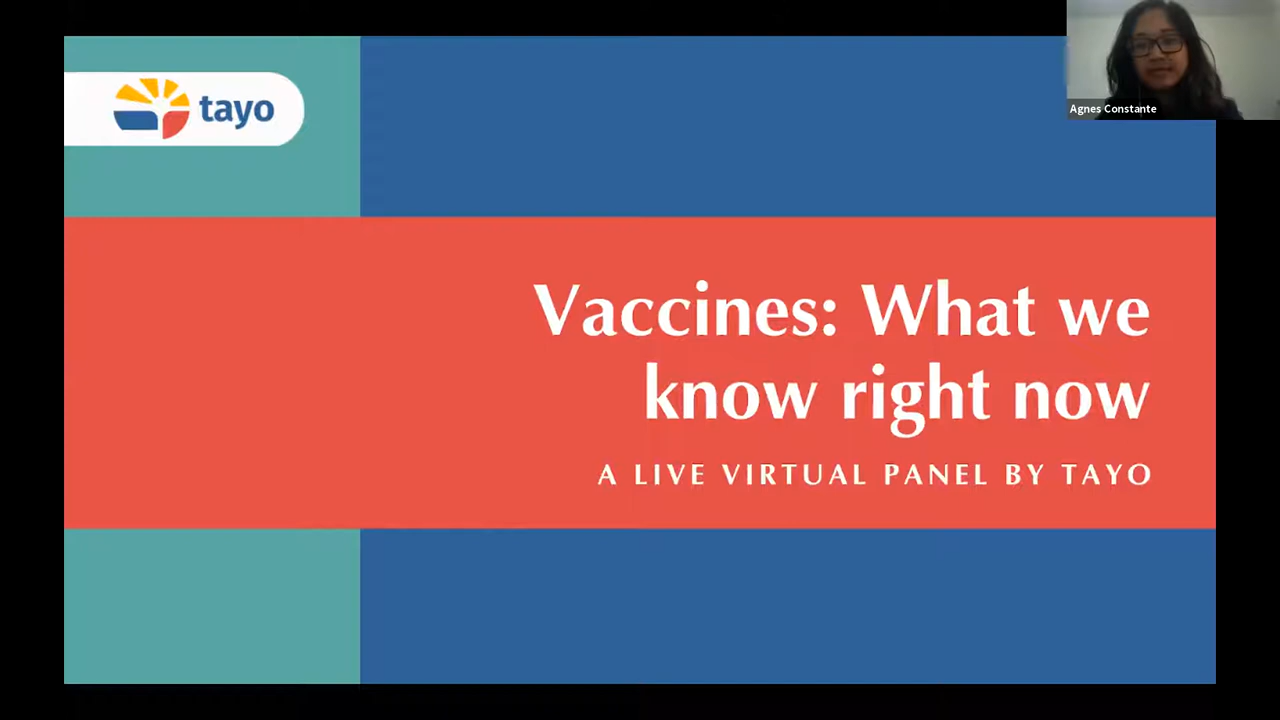 tayo
Agnes Constante
Vaccines: What we
know right now
A LIVE VIRTUAL PANEL BY TAYO